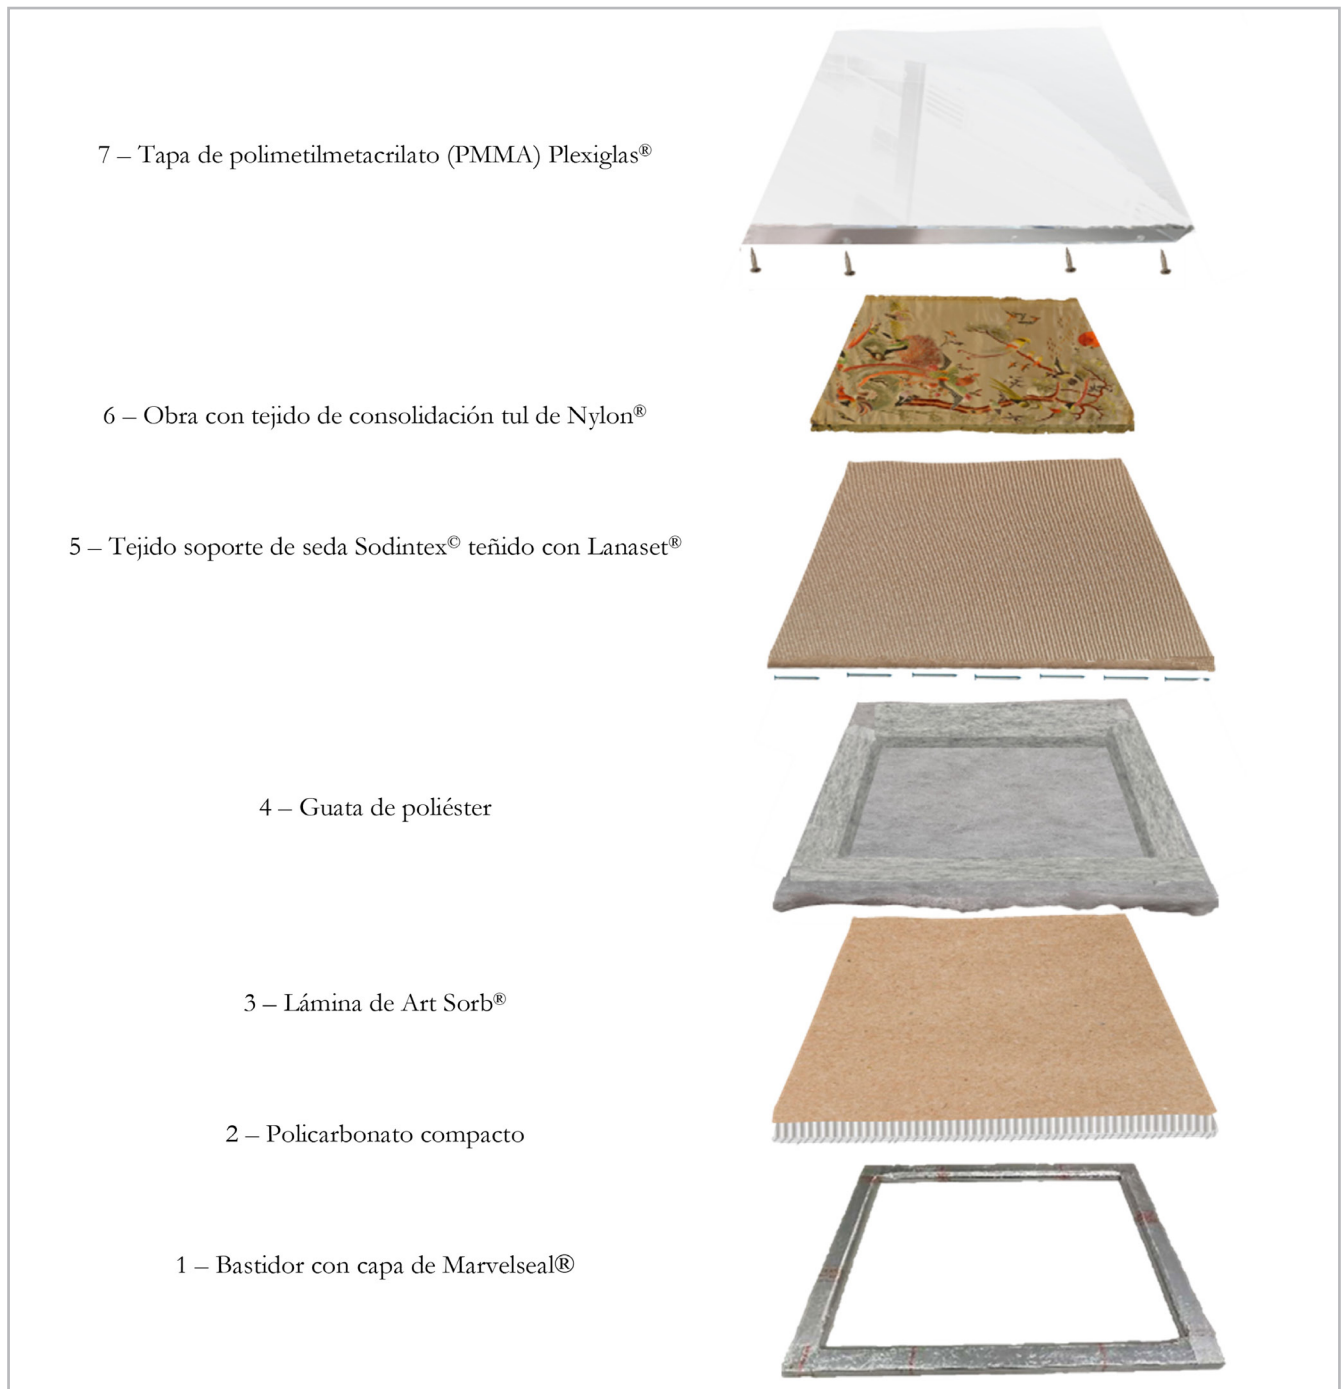 7 – Tapa de polimetilmetacrilato (PMMA) Plexiglas®
6 – Obra con tejido de consolidación tul de Nylon®
5 – Tejido soporte de seda Sodintex© teñido con Lanaset®
4 – Guata de poliéster
3 – Lámina de Art Sorb®
2 – Policarbonato compacto
1 – Bastidor con capa de Marvelseal®